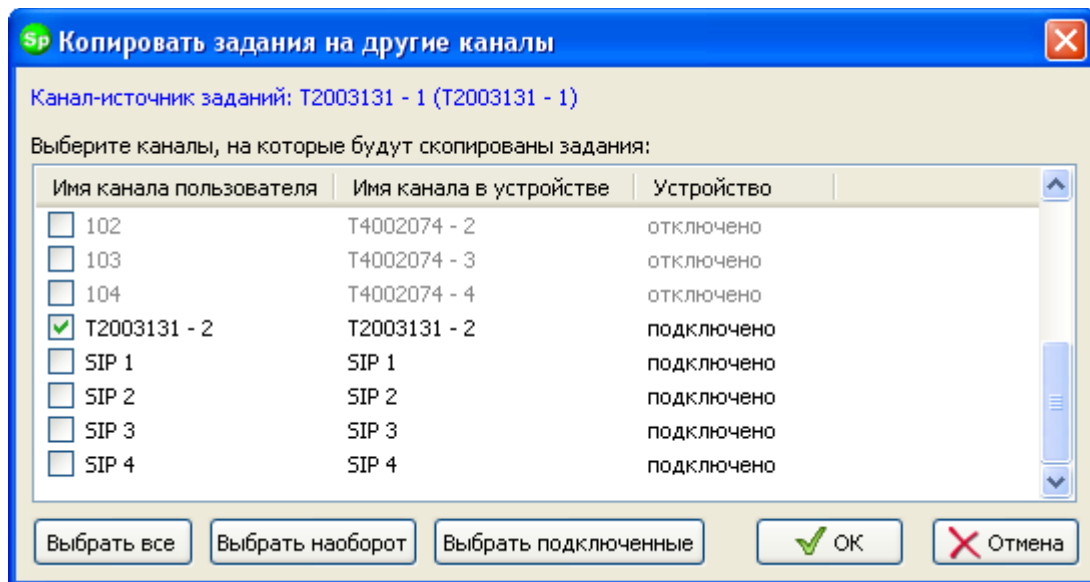 Sp Копировать задания на другие каналы
Канал-источник заданий: T2003131 - 1 (T2003131 - 1)
Выберите каналы, на которые будут скопированы задания:
Имя канала пользователя Имя канала в устройстве Устройство
102 T4002074 - 2 отключено
103 T4002074 - 3 отключено
104 T4002074 - 4 отключено
T2003131 - 2 T2003131 - 2 подключено
SIP 1 SIP 1 подключено
SIP 2 SIP 2 подключено
SIP 3 SIP 3 подключено
SIP 4 SIP 4 подключено
Выбрать все Выбрать наоборот Выбрать подключенные ОК Отмена